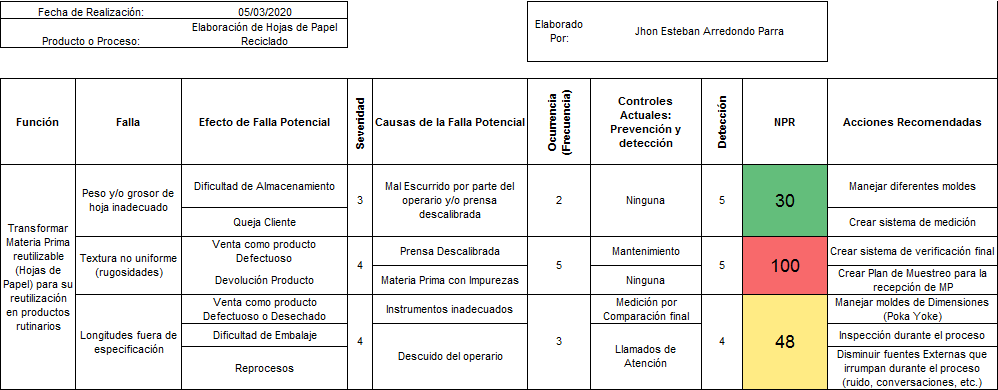 Fecha de Realización: 05/03/2020
Producto o Proceso: Elaboración de Hojas de Papel
Reciclado
Elaborado
Por:
Jhon Esteban Arredondo Parra
Función
Falla
Efecto de Falla Potencial
Severidad
Causas de la Falla Potencial
Ocurrencia
(Frecuencia)
Controles
Actuales:
Prevención y
detección
Detección
NPR
Acciones Recomendadas
Transformar
Materia Prima
reutilizable
(Hojas de
Papel) para su
reutilización
en productos
rutinarios
Peso y/o grosor de
hoja inadecuado
Dificultad de Almacenamiento
Queja Cliente
3
Mal Escurrido por parte del
operario y/o prensa
descalibrada
2
Ninguna
5
30
Manejar diferentes moldes
Crear sistema de medición
Textura no uniforme
(rugosidades)
Venta como producto
Defectuoso
Devolución Producto
4
Prensa Descalibrada
Materia Prima con Impurezas
5
Mantenimiento
Ninguna
5
100
Crear sistema de verificación final
Crear Plan de Muestreo para la
recepción de MP
Longitudes fuera de
especificación
Venta como producto
Defectuoso o Desechado
Dificultad de Embalaje
Reprocesos
4
Instrumentos inadecuados
Descuido del operario
3
Medición por
Comparación final
Llamados de
Atención
4
48
Manejar moldes de Dimensiones
(Poka Yoke)
Inspección durante el proceso
Disminuir fuentes Externas que
irrumpan durante el proceso
(ruido, conversaciones, etc.)